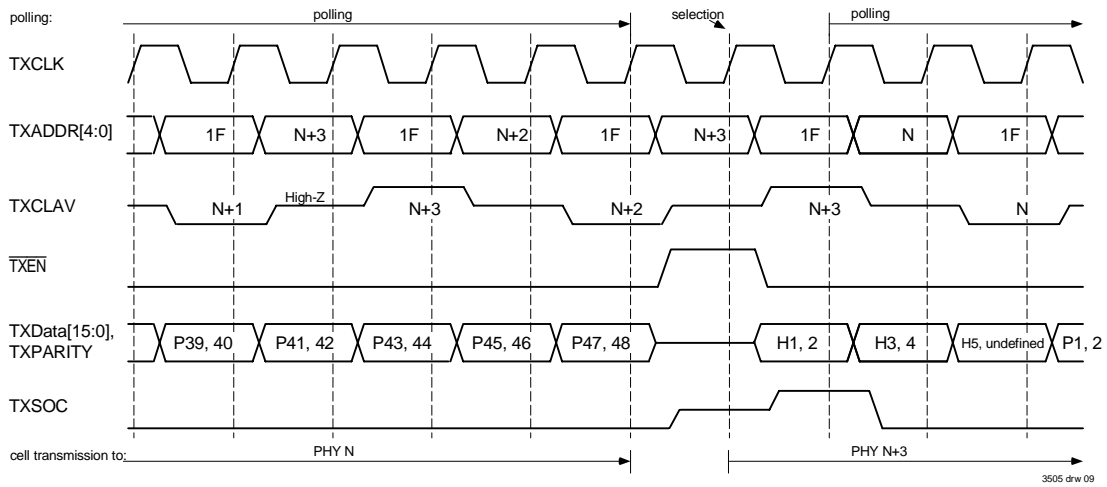 polling: polling selection polling
TXCLK
TXADDR[4:0] 1F N+3 1F N+2 1F N+3 1F N 1F
TXCLAV N+1 High-Z N+3 N+2 N+3 N
TXEN
TXData[15:0],
TXPARITY P39, 40 P41, 42 P43, 44 P45, 46 P47, 48 H1, 2 H3, 4 H5, undefined P1, 2
TXSOC
cell transmission to: PHY N PHY N+3
3505 drw 09